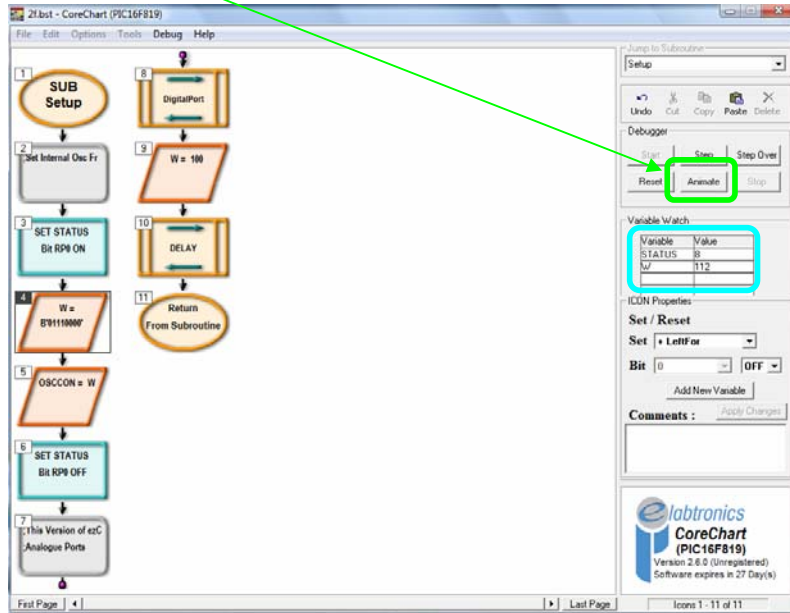 2f.bst - CoreChart (PIC16F819)
File Edit Options Tools Debug Help
1
SUB
Setup
2
Set Internal Osc Fr
3
SET STATUS
Bit RP0 ON
4
W =
B'01110000'
5
OSCCON = W
6
SET STATUS
Bit RP0 OFF
7
;This Version of ezC
;Analogue Ports
8
DigitalPort
9
W = 100
10
DELAY
11
Return
From Subroutine
First Page
Last Page
Jump to Subroutine
Setup
Undo Cut Copy Paste Delete
Debugger
Start Step Step Over
Reset Animate Stop
Variable Watch
Variable Value
STATUS 8
W 112
ICON Properties
Set / Reset
Set + LeftFor
Bit 0 OFF
Add New Variable
Comments : Apply Changes
elabtronics
CoreChart
(PIC16F819)
Version 2.6.0 (Unregistered)
Software expires in 27 Day(s)
Icons 1 - 11 of 11